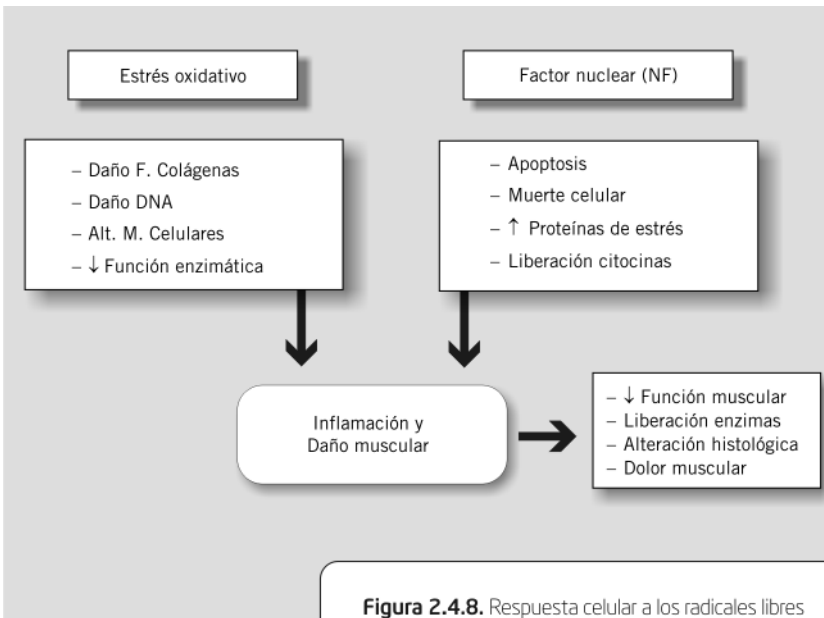 Estrés oxidativo
Factor nuclear (NF)
– Daño F. Colágenas
– Daño DNA
– Alt. M. Celulares
– ↓ Función enzimática
– Apoptosis
– Muerte celular
– ↑ Proteínas de estrés
– Liberación citocinas
Inflamación y
Daño muscular
– ↓ Función muscular
– Liberación enzimas
– Alteración histológica
– Dolor muscular
Figura 2.4.8. Respuesta celular a los radicales libres